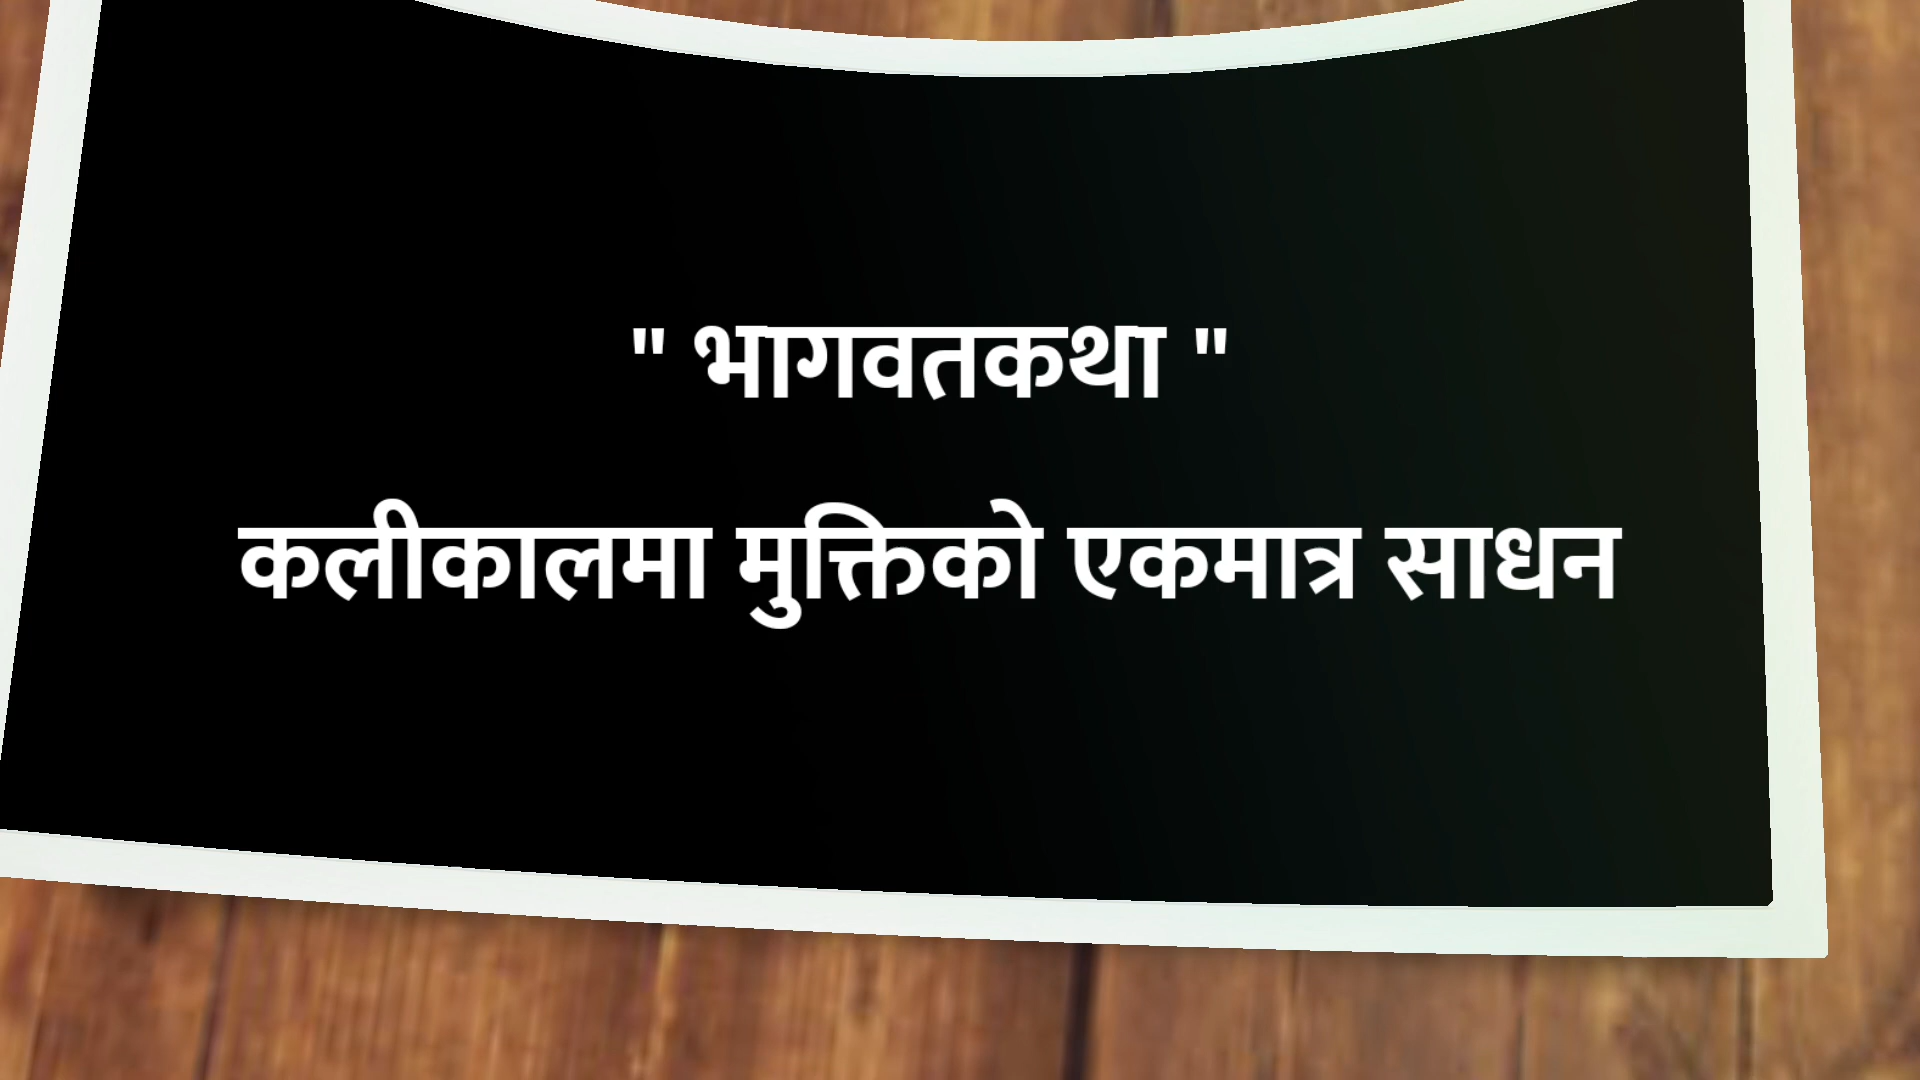 " भागवतकथा "
कलीकालमा मुक्तिको एकमात्र साधन